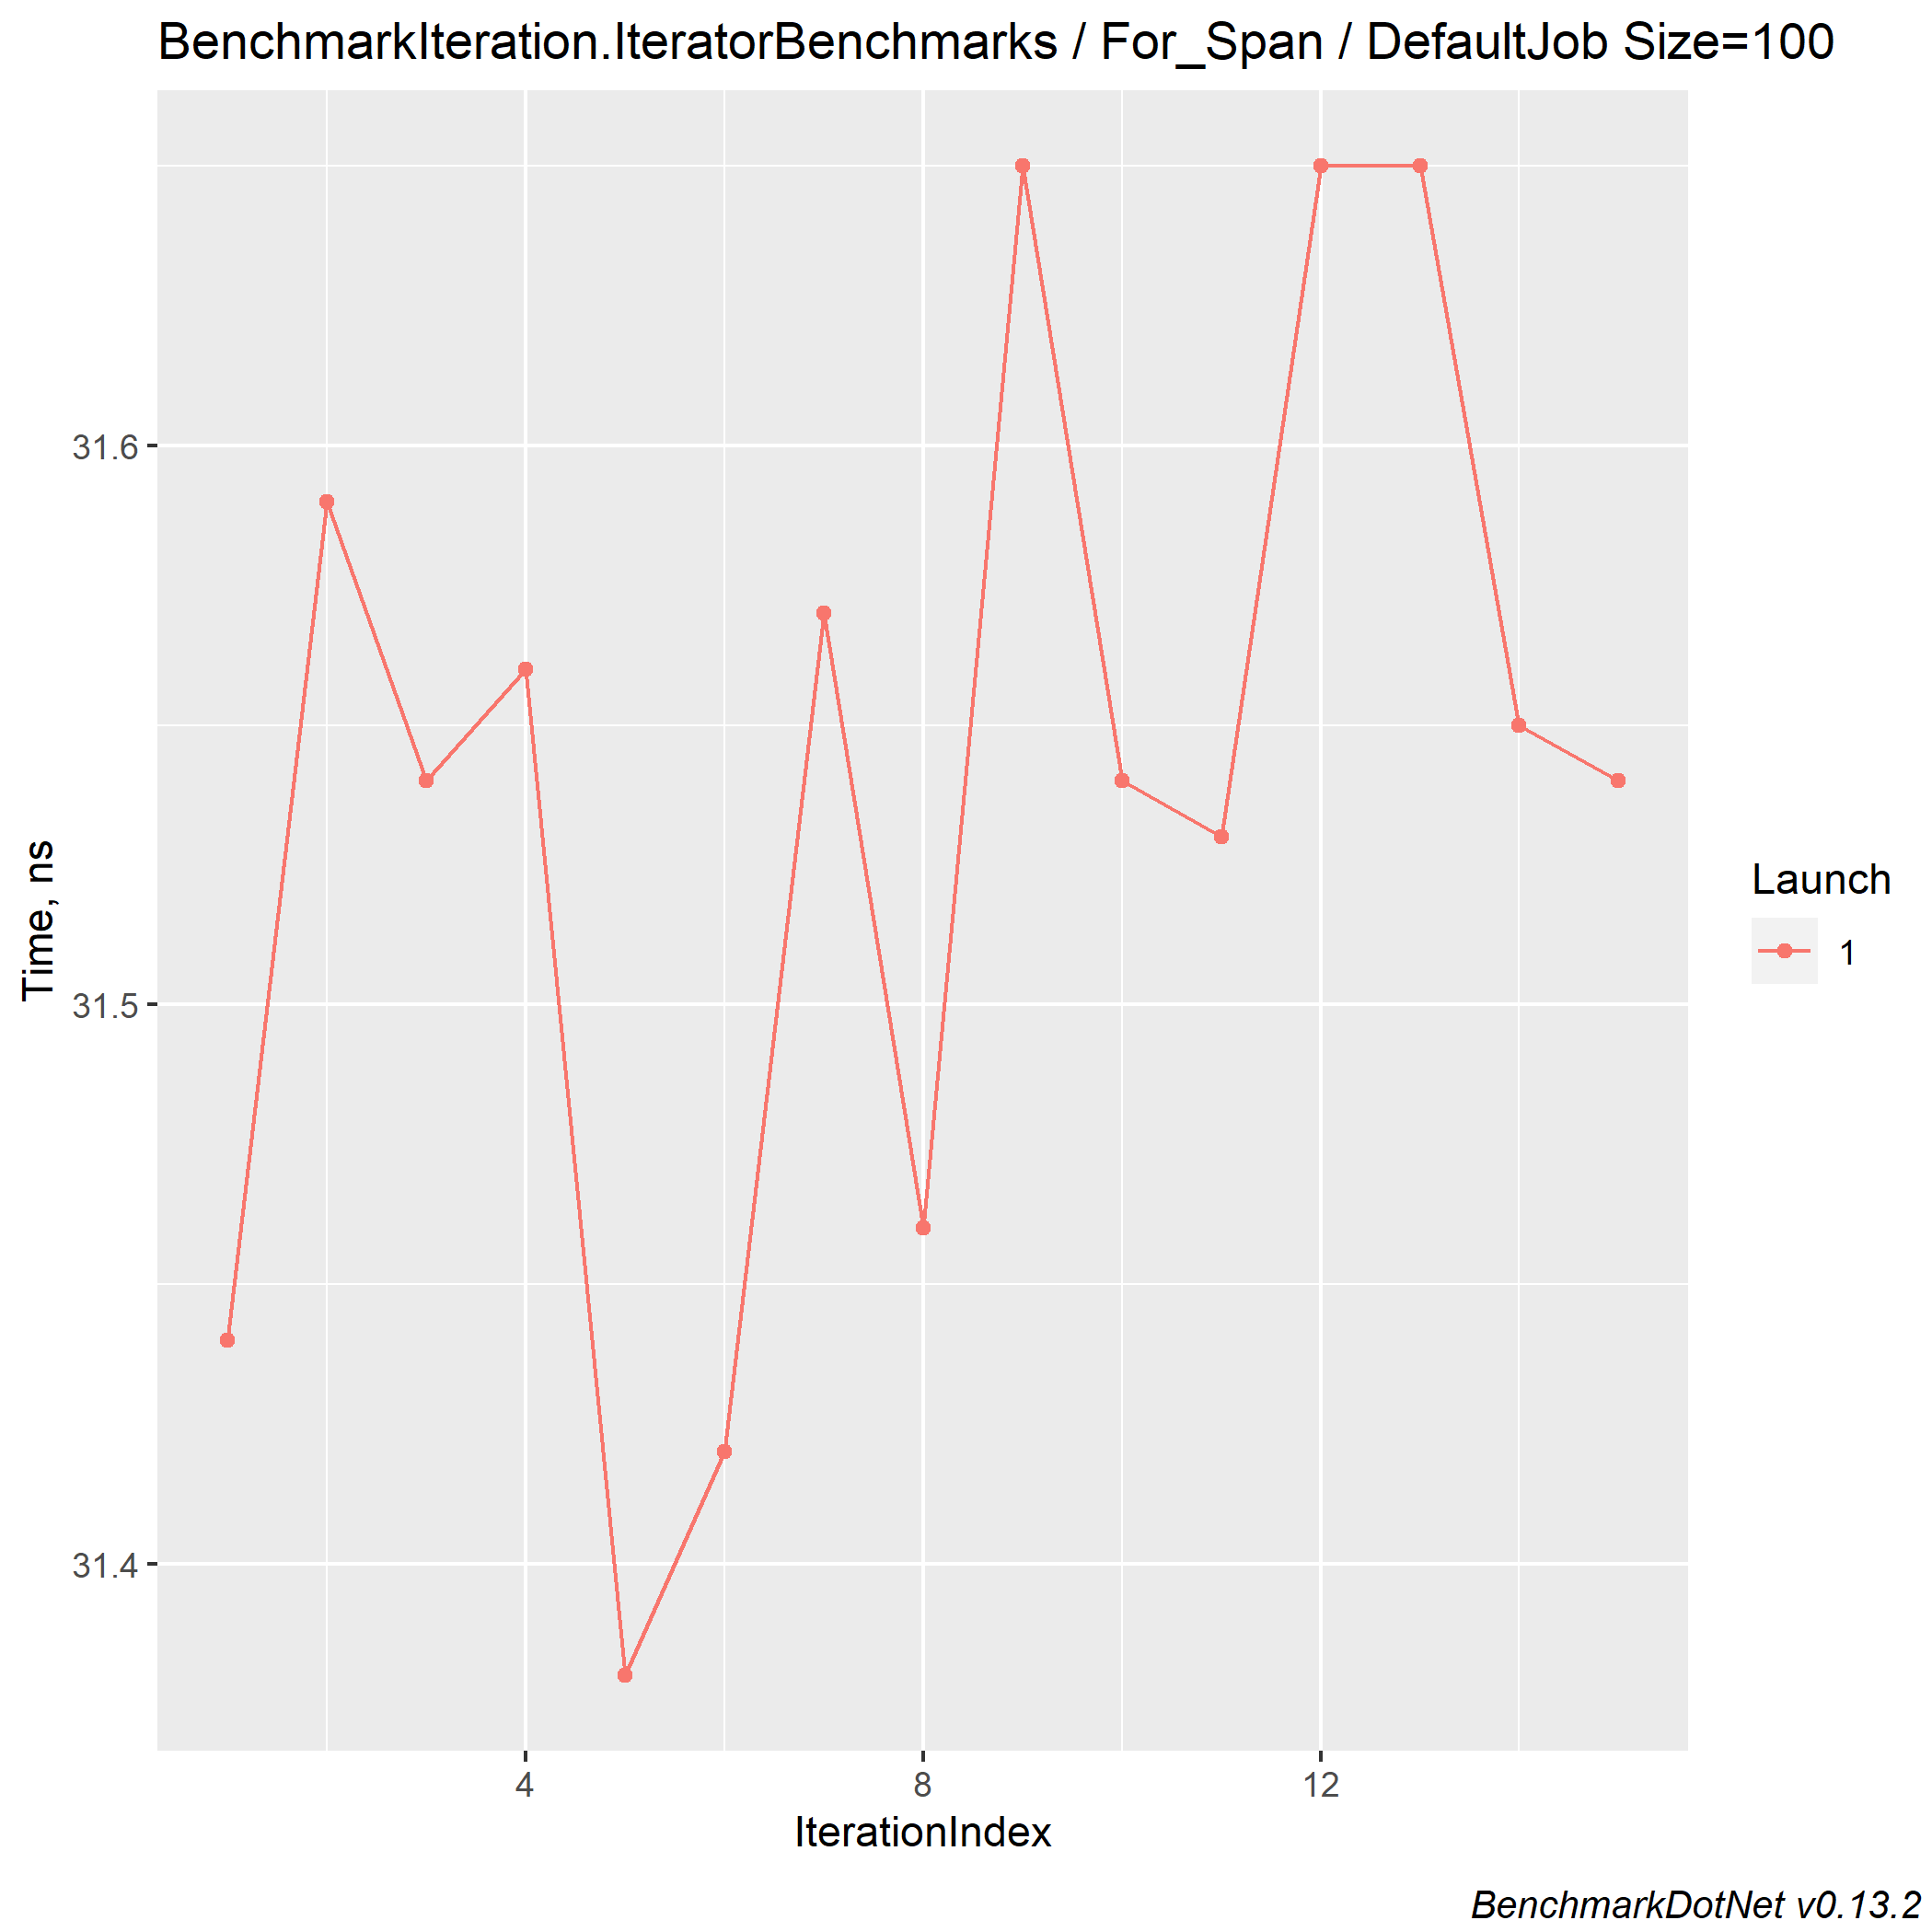 BenchmarkIteration.IteratorBenchmarks / For_Span / DefaultJob Size=100
31.6
31.5
31.4
Time, ns
4
8
12
IterationIndex
Launch
1
BenchmarkDotNet v0.13.2